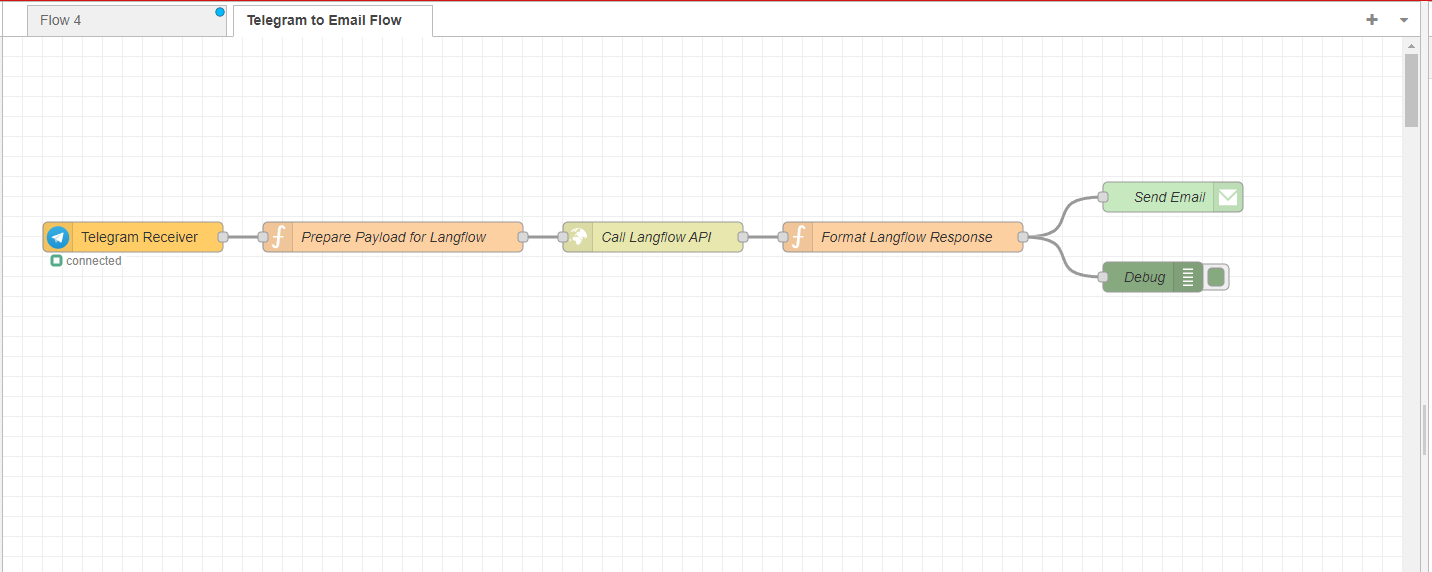 Flow 4
Telegram to Email Flow
Send Email
Telegram Receiver
Prepare Payload for Langflow
Call Langflow API
Format Langflow Response
connected
Debug